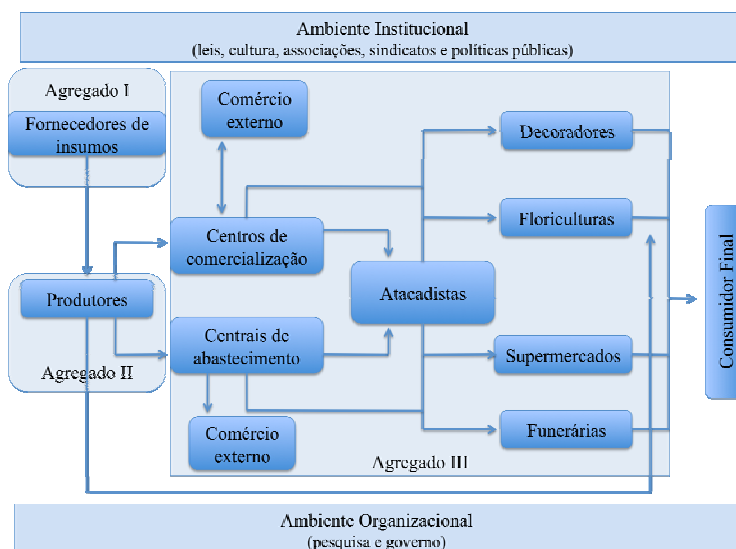 Ambiente Institucional
(leis, cultura, associações, sindicatos e políticas públicas)
Agregado I
Fornecedores de
insumos
Comércio
externo
Decoradores
Floriculturas
Centros de
comercialização
Produtores
Atacadistas
Consumidor Final
Centrais de
abastecimento
Supermercados
Agregado II
Comércio
externo
Funerárias
Agregado III
Ambiente Organizacional
(pesquisa e governo)